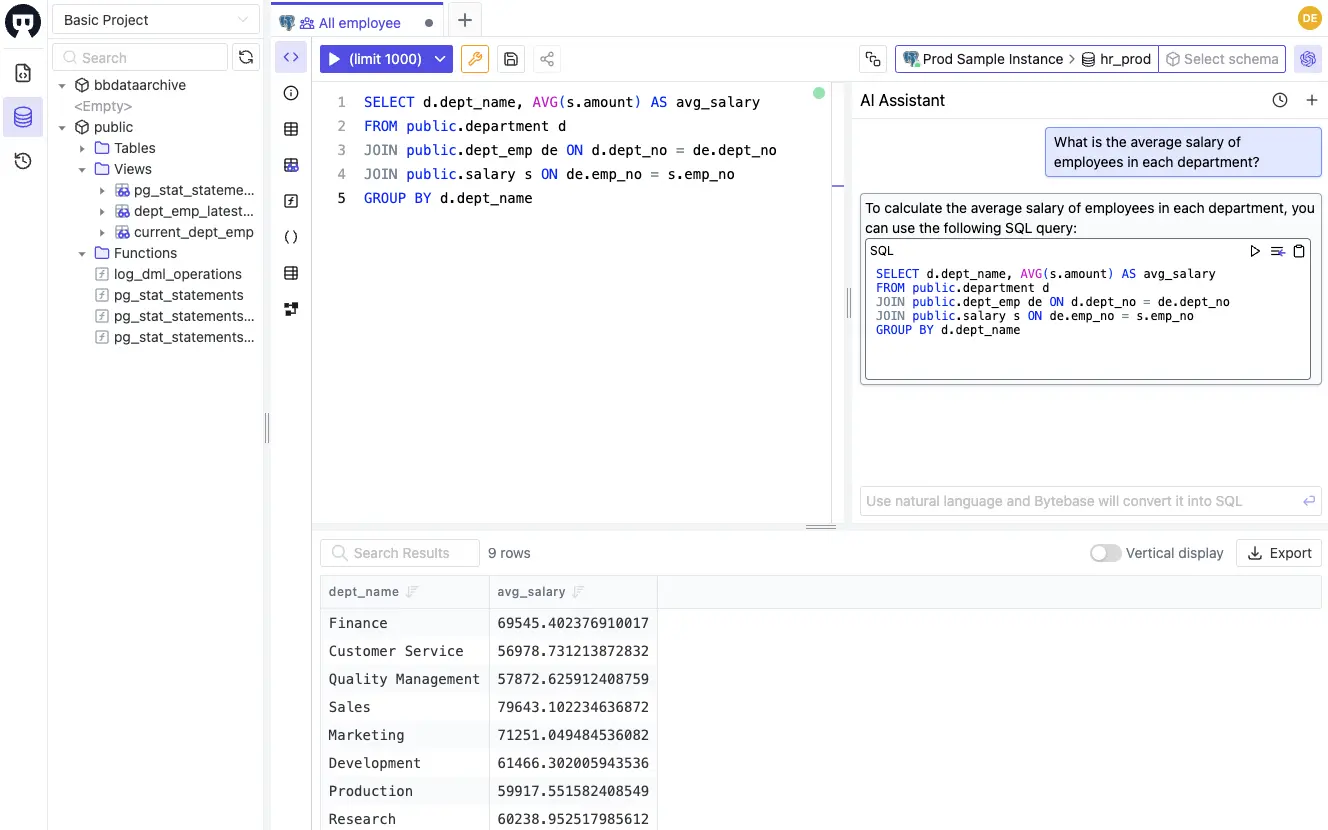 Basic Project
All employee
DE
Search
(limit 1000)
Prod Sample Instance
hr_prod
Select schema
bbdataarchive
<Empty>
public
Tables
Views
pg_stat_stateme...
dept_emp_latest...
current_dept_emp
Functions
log_dml_operations
pg_stat_statements
pg_stat_statements...
pg_stat_statements...
1 SELECT d.dept_name, AVG(s.amount) AS avg_salary
2 FROM public.department d
3 JOIN public.dept_emp de ON d.dept_no = de.dept_no
4 JOIN public.salary s ON de.emp_no = s.emp_no
5 GROUP BY d.dept_name
AI Assistant
What is the average salary of
employees in each department?
To calculate the average salary of employees in each department, you
can use the following SQL query:
SQL
SELECT d.dept_name, AVG(s.amount) AS avg_salary
FROM public.department d
JOIN public.dept_emp de ON d.dept_no = de.dept_no
JOIN public.salary s ON de.emp_no = s.emp_no
GROUP BY d.dept_name
Use natural language and Bytebase will convert it into SQL
Search Results
9 rows
Vertical display
Export
dept_name avg_salary
Finance 69545.402376910017
Customer Service 56978.731213872832
Quality Management 57872.625912408759
Sales 79643.102234636872
Marketing 71251.049484536082
Development 61466.302005943536
Production 59917.551582408549
Research 60238.952517985612